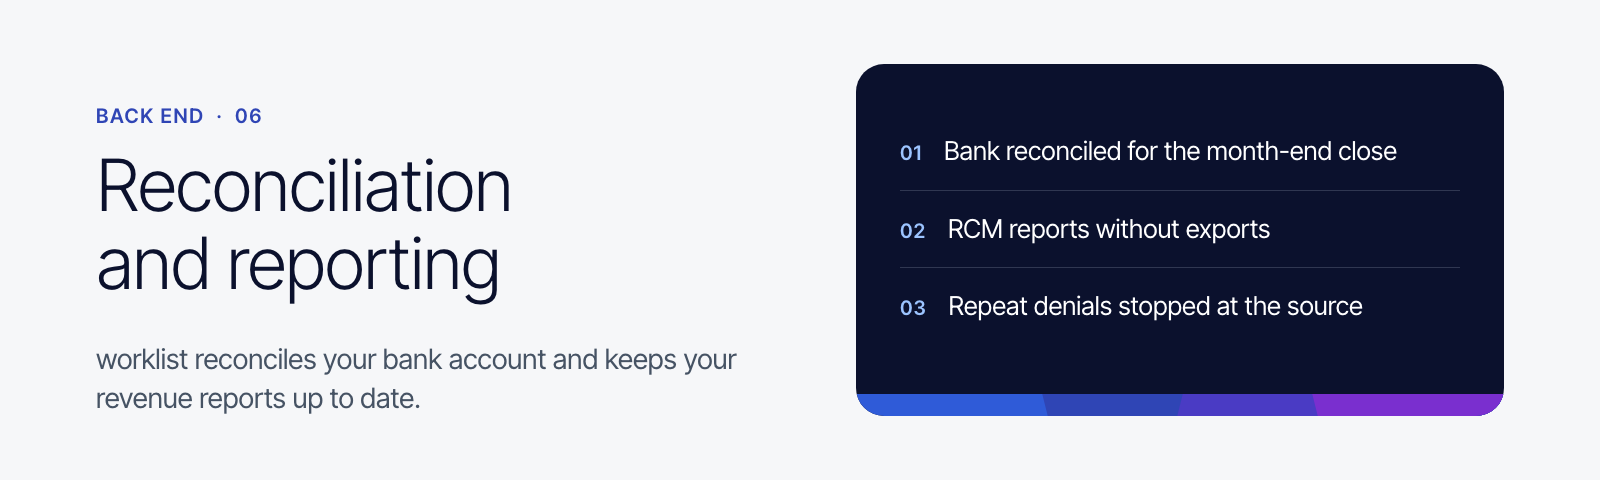 BACK END · 06
Reconciliation
and reporting
worklist reconciles your bank account and keeps your
revenue reports up to date.
01 Bank reconciled for the month-end close
02 RCM reports without exports
03 Repeat denials stopped at the source